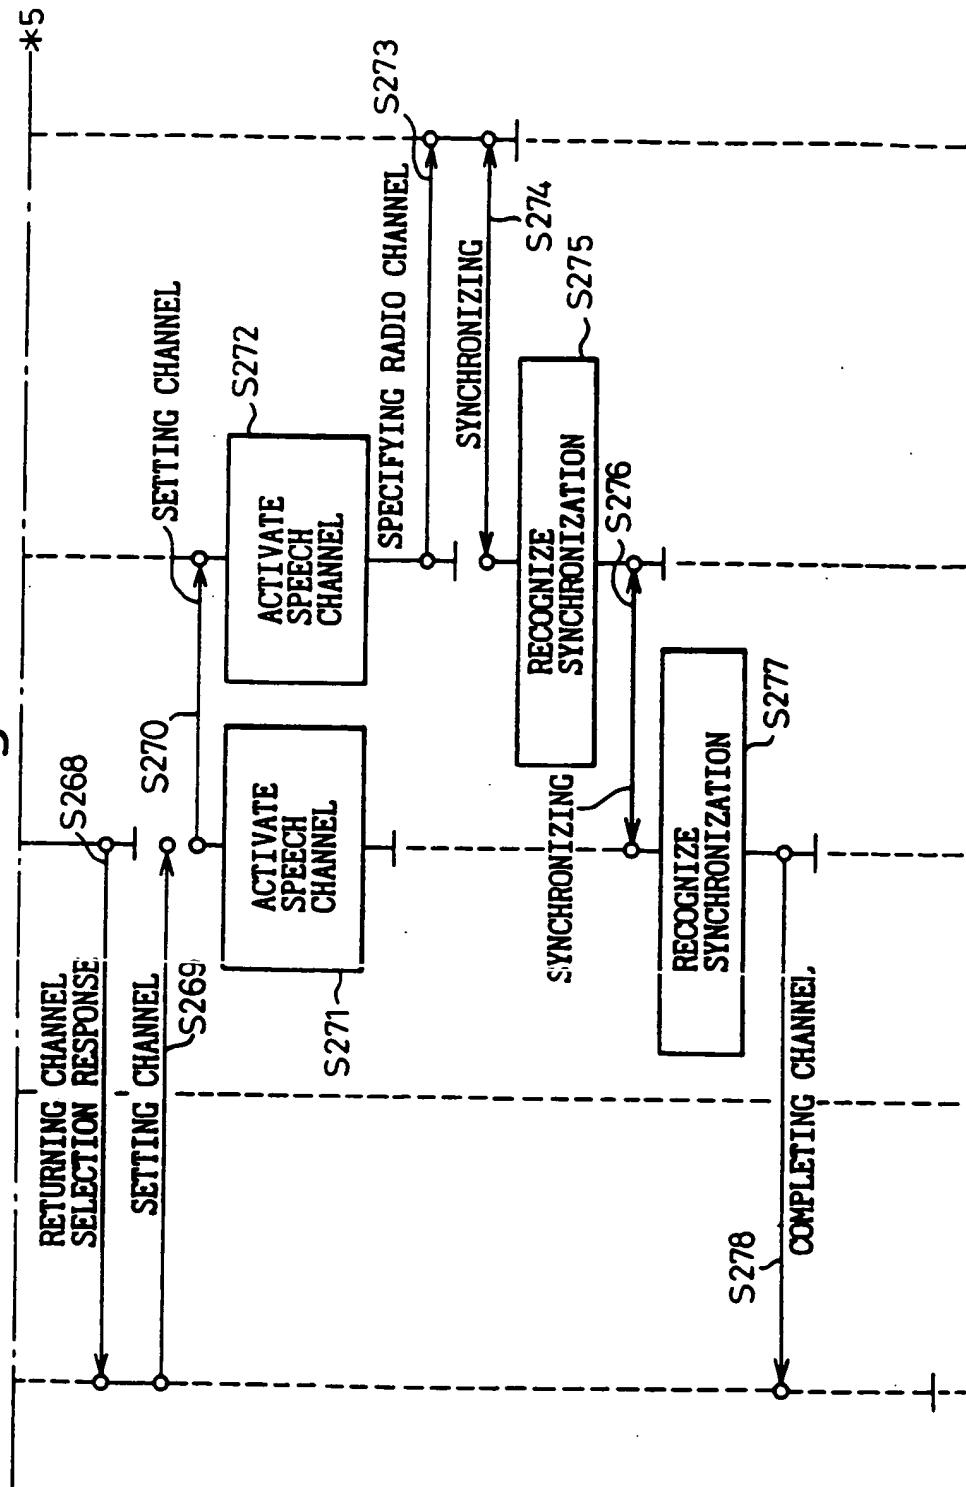 *5
S268
RETURNING CHANNEL
SELECTION RESPONSE
SETTING CHANNEL
S269
S270
SETTING CHANNEL
S271
ACTIVATE
SPEECH
CHANNEL
S272
ACTIVATE
SPEECH
CHANNEL
S273
SPECIFYING RADIO CHANNEL
SYNCHRONIZING
S274
S275
RECOGNIZE
SYNCHRONIZATION
S276
SYNCHRONIZING
S277
RECOGNIZE
SYNCHRONIZATION
S278
COMPLETING CHANNEL